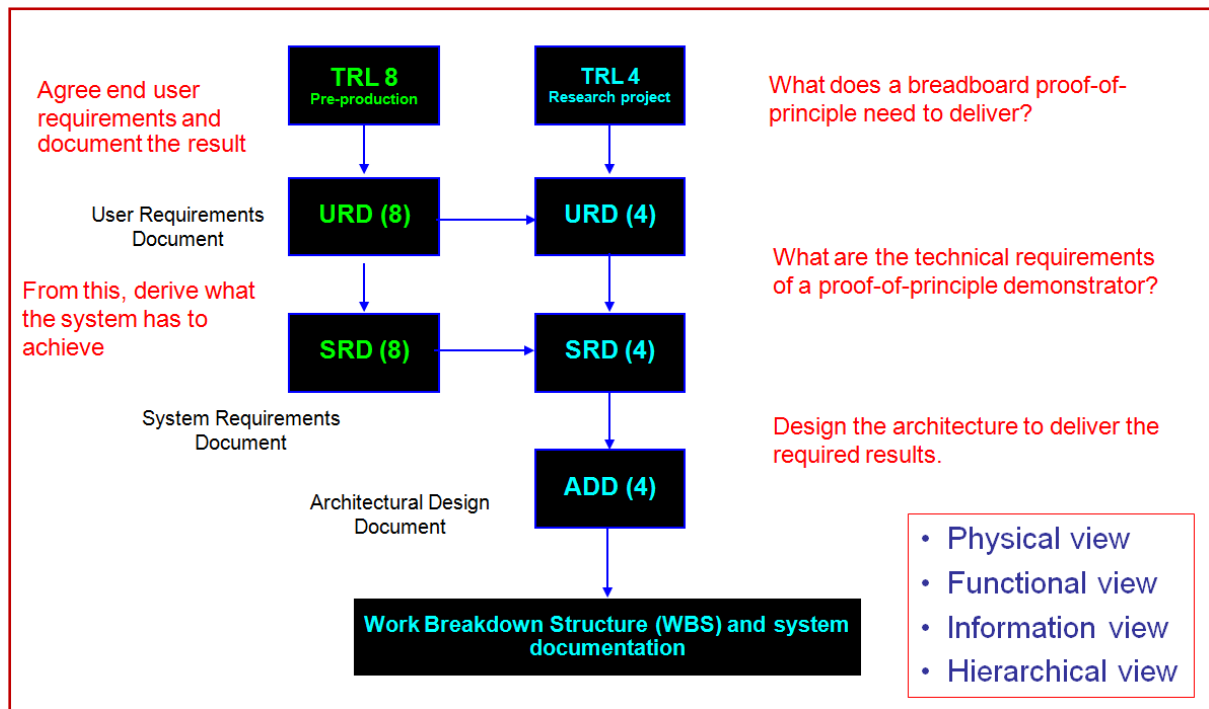 TRL 8
Pre-production
TRL 4
Research project
Agree end user
requirements and
document the result
What does a breadboard proof-of-
principle need to deliver?
URD (8)
URD (4)
User Requirements
Document
What are the technical requirements
of a proof-of-principle demonstrator?
From this, derive what
the system has to
achieve
SRD (8)
SRD (4)
System Requirements
Document
Design the architecture to deliver the
required results.
ADD (4)
Architectural Design
Document
• Physical view
• Functional view
• Information view
• Hierarchical view
Work Breakdown Structure (WBS) and system
documentation